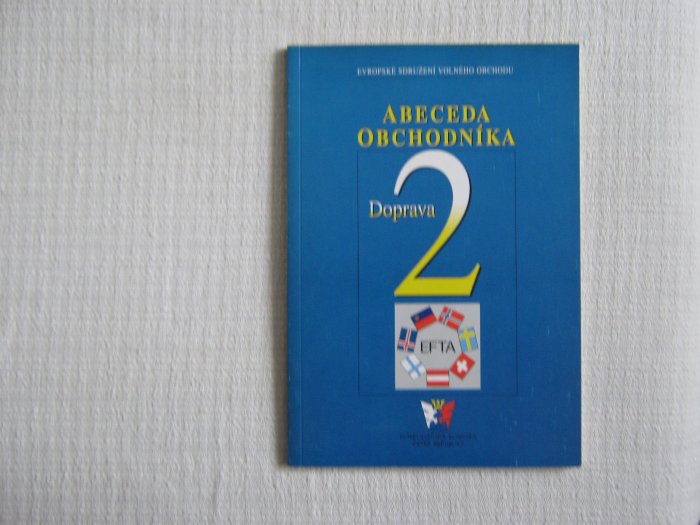 EVROPSKÉ SDRUŽENÍ VOLNÉHO OBCHODU
ABECEDA
OBCHODNÍKA
2
Doprava
EFTA